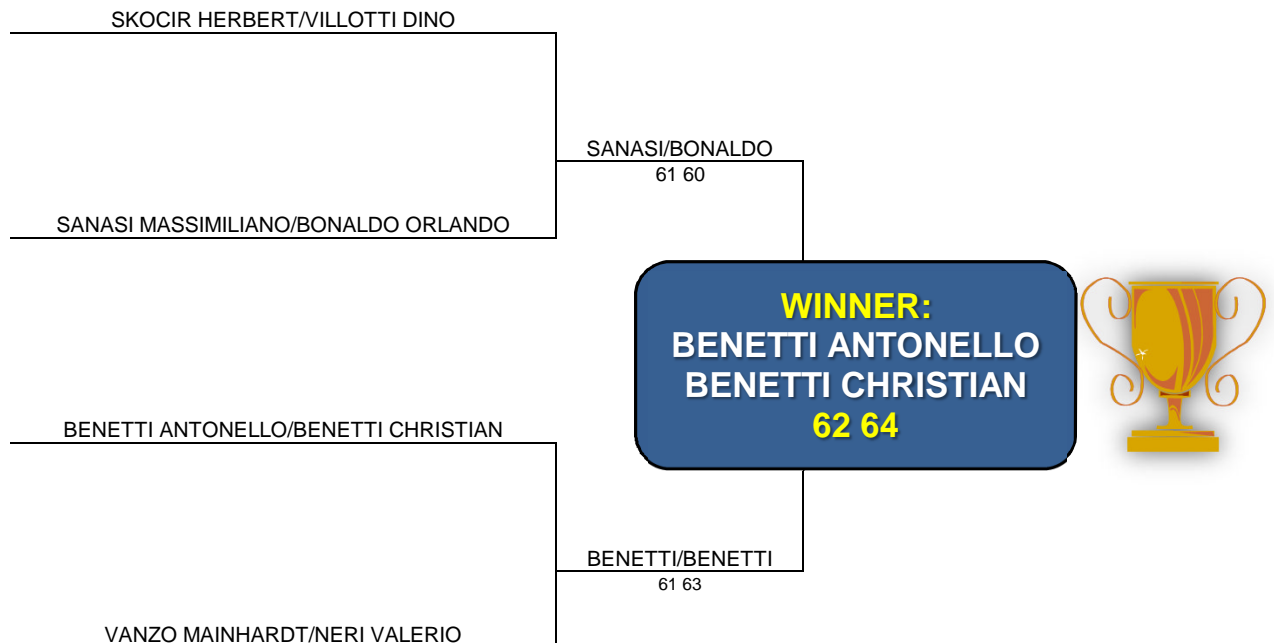 SKOCIR HERBERT/VILLOTTI DINO
SANASI/BONALDO
61 60
SANASI MASSIMILIANO/BONALDO ORLANDO
WINNER:
BENETTI ANTONELLO
BENETTI CHRISTIAN
62 64
BENETTI ANTONELLO/BENETTI CHRISTIAN
BENETTI/BENETTI
61 63
VANZO MAINHARDT/NERI VALERIO